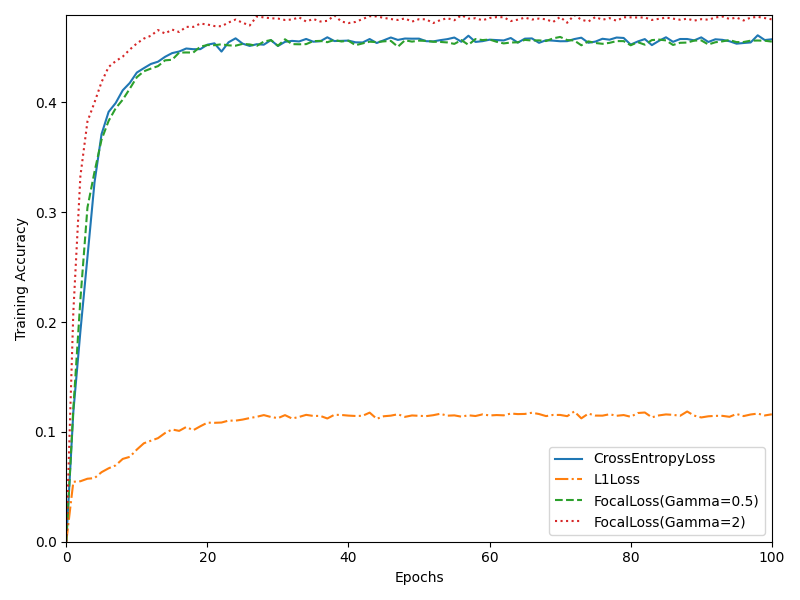 Training Accuracy
0.4
0.3
0.2
0.1
0.0
0
20
40
60
80
100
Epochs
CrossEntropyLoss
L1Loss
FocalLoss(Gamma=0.5)
FocalLoss(Gamma=2)